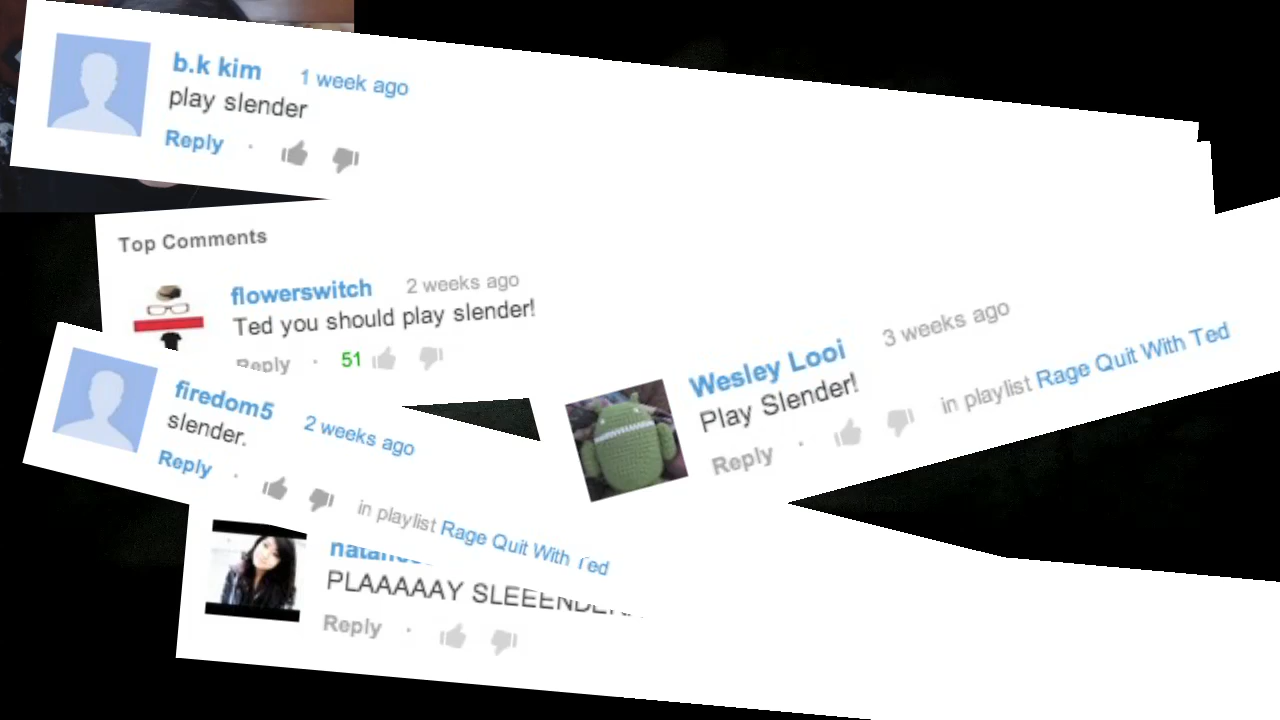 b.k kim 1 week ago
play slender
Reply ·
Top Comments
flowerswitch 2 weeks ago
Ted you should play slender!
Reply · 51
Wesley Looi 3 weeks ago
Play Slender!
Reply · in playlist Rage Quit With Ted
firedom5 2 weeks ago
slender.
Reply · in playlist Rage Quit With Ted
PLAAAAAY SLEEENDER
Reply ·